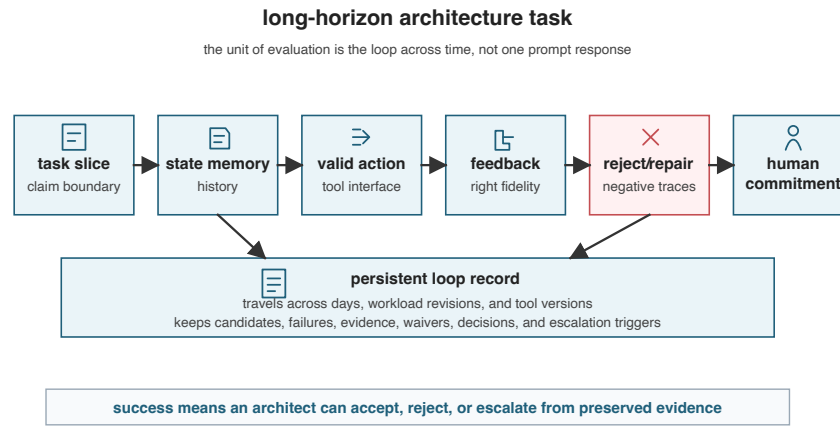 long-horizon architecture task
the unit of evaluation is the loop across time, not one prompt response
task slice
claim boundary
state memory
history
valid action
tool interface
feedback
right fidelity
reject/repair
negative traces
human
commitment
persistent loop record
travels across days, workload revisions, and tool versions
keeps candidates, failures, evidence, waivers, decisions, and escalation triggers
success means an architect can accept, reject, or escalate from preserved evidence